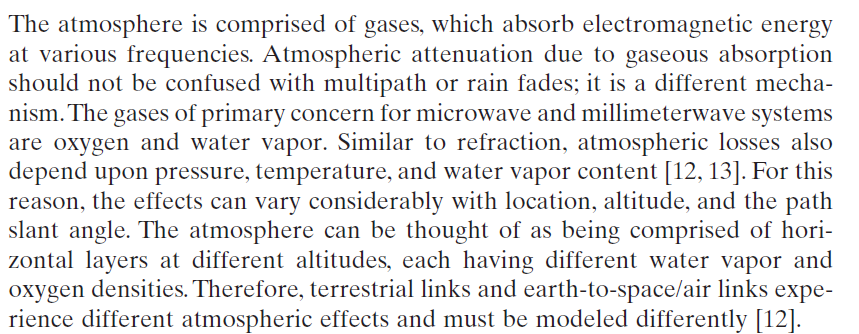 The atmosphere is comprised of gases, which absorb electromagnetic energy
at various frequencies. Atmospheric attenuation due to gaseous absorption
should not be confused with multipath or rain fades; it is a different mecha-
nism. The gases of primary concern for microwave and millimeterwave systems
are oxygen and water vapor. Similar to refraction, atmospheric losses also
depend upon pressure, temperature, and water vapor content [12, 13]. For this
reason, the effects can vary considerably with location, altitude, and the path
slant angle. The atmosphere can be thought of as being comprised of hori-
zontal layers at different altitudes, each having different water vapor and
oxygen densities. Therefore, terrestrial links and earth-to-space/air links expe-
rience different atmospheric effects and must be modeled differently [12].